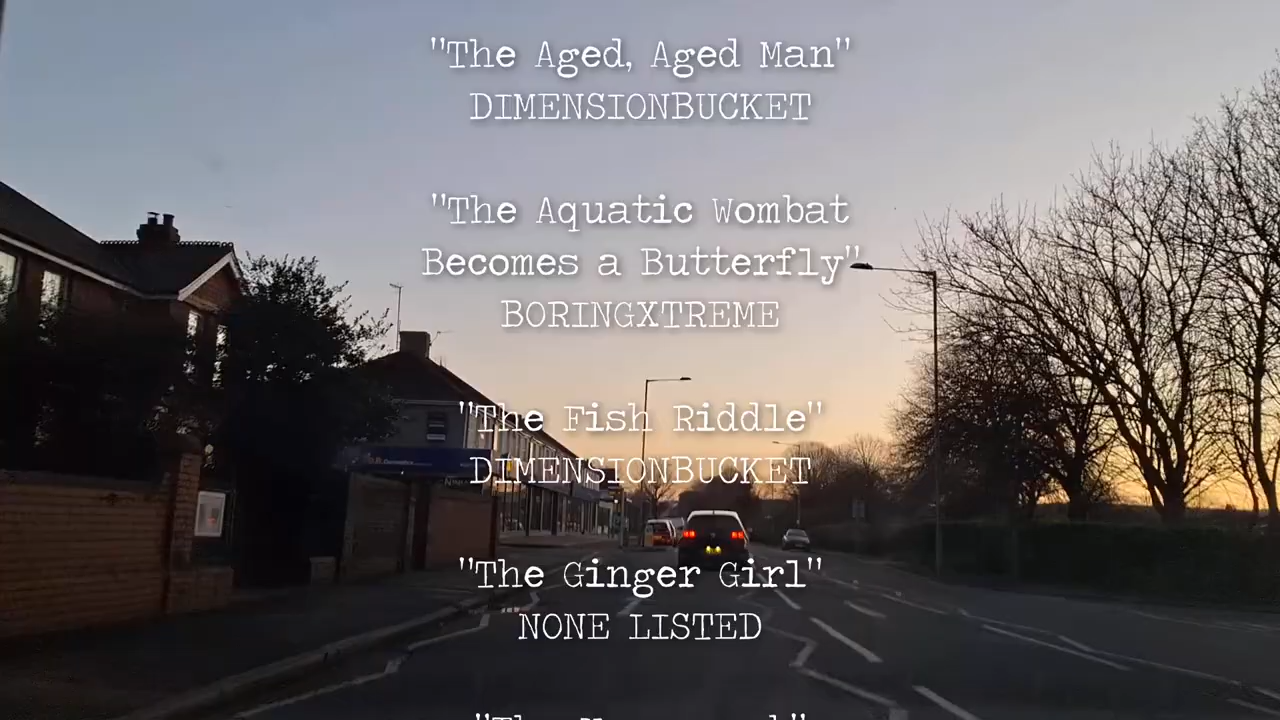 "The Aged, Aged Man"
DIMENSIONBUCKET
"The Aquatic Wombat
Becomes a Butterfly"
BORINGXTREME
"The Fish Riddle"
DIMENSIONBUCKET
"The Ginger Girl"
NONE LISTED